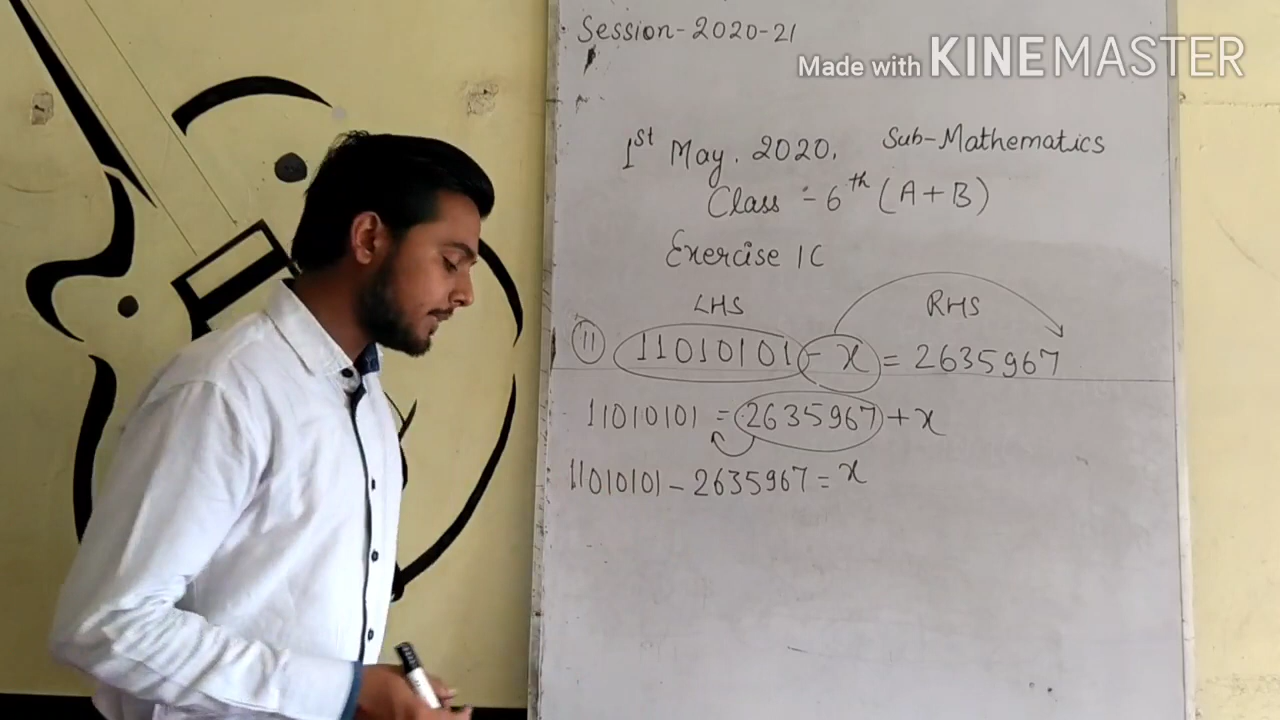 Session-2020-21
Made with KINEMASTER
1st May. 2020. Sub-Mathematics
Class - 6th (A+B)
Exercise 1C
LHS RHS
11 11010101 - x = 2635967
11010101 = 2635967 + x
11010101 - 2635967 = x